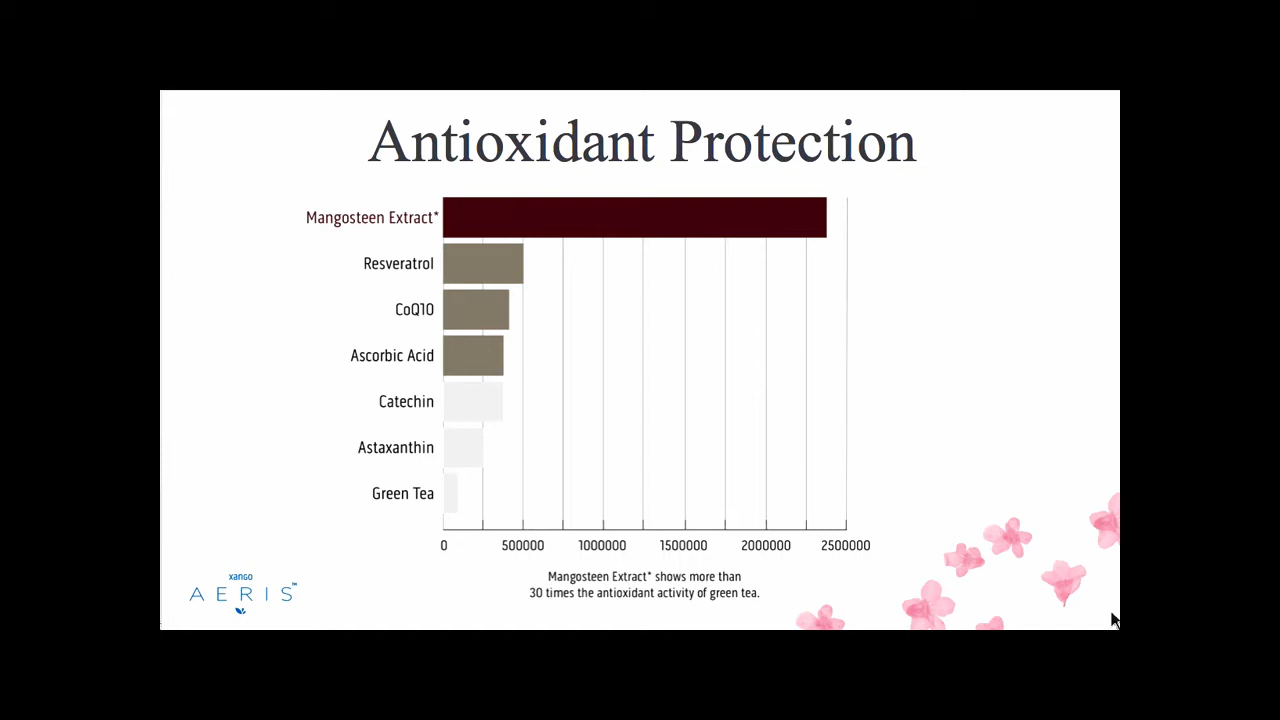 Antioxidant Protection
Mangosteen Extract*
Resveratrol
CoQ10
Ascorbic Acid
Catechin
Astaxanthin
Green Tea
0 500000 1000000 1500000 2000000 2500000
Mangosteen Extract* shows more than
30 times the antioxidant activity of green tea.
xango
AERIS™